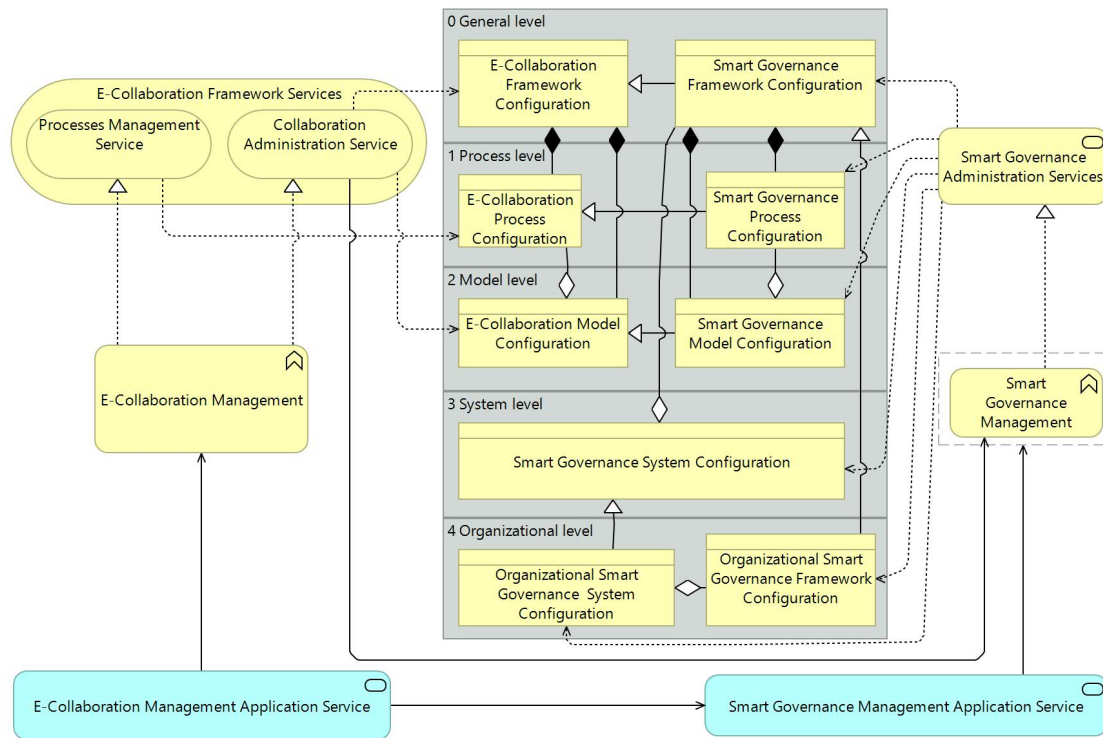 0 General level
E-Collaboration
Framework
Configuration
Smart Governance
Framework Configuration
E-Collaboration Framework Services
Processes Management
Service
Collaboration
Administration Service
1 Process level
E-Collaboration
Process
Configuration
Smart Governance
Process
Configuration
Smart Governance
Administration Services
2 Model level
E-Collaboration Model
Configuration
Smart Governance
Model Configuration
E-Collaboration Management
Smart
Governance
Management
3 System level
Smart Governance System Configuration
4 Organizational level
Organizational Smart
Governance System
Configuration
Organizational Smart
Governance Framework
Configuration
E-Collaboration Management Application Service
Smart Governance Management Application Service